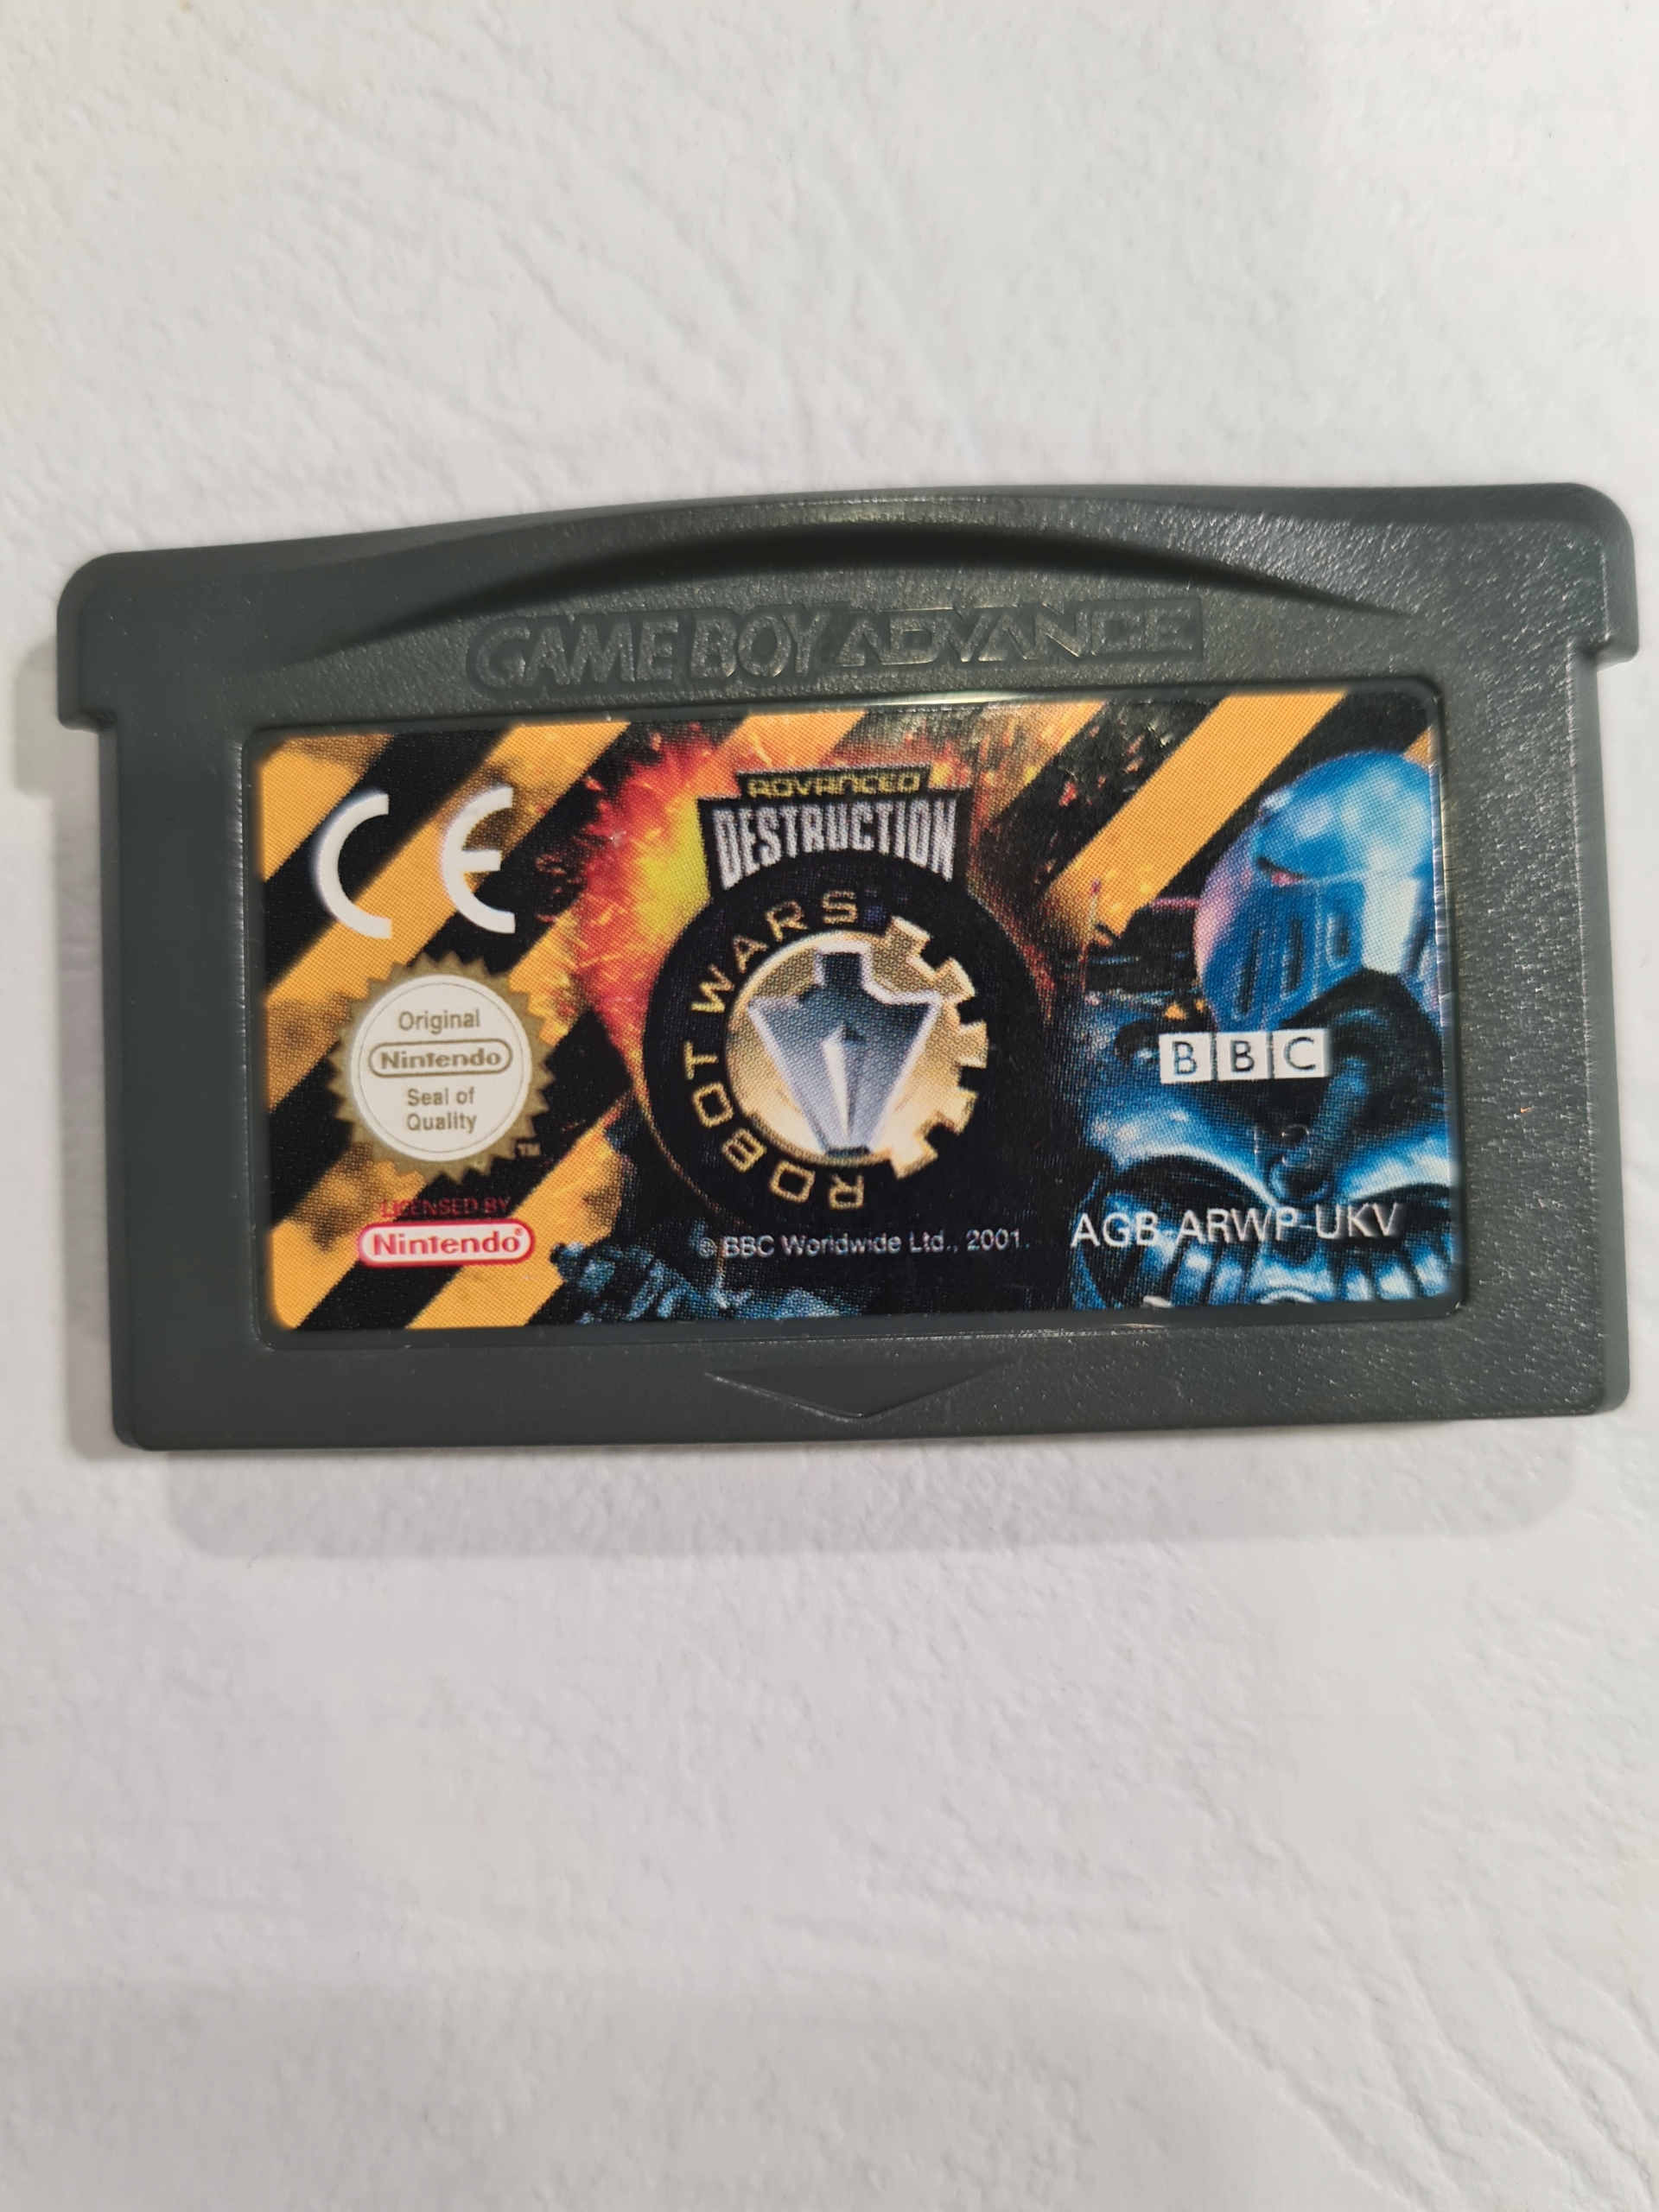 GAME BOY ADVANCE
CE
ADVANCED
DESTRUCTION
ROBOT WARS
Original
Nintendo
Seal of
Quality
TM
BBC
LICENSED BY
Nintendo®
© BBC Worldwide Ltd., 2001.
AGB-ARWP-UKV